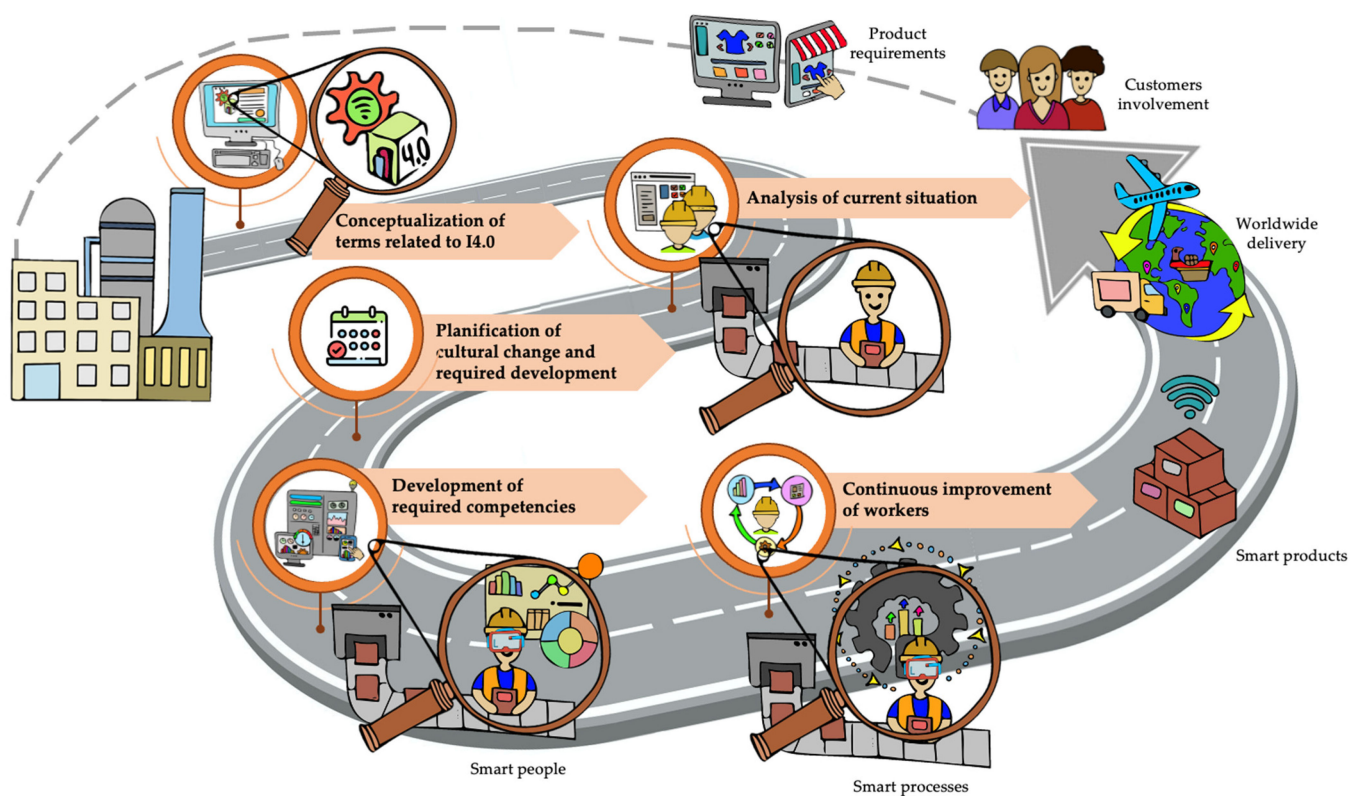 Product
requirements
Customers
involvement
4.0
Conceptualization of
terms related to I4.0
Analysis of current situation
Worldwide
delivery
Planification of
cultural change and
required development
Development of
required competencies
Continuous improvement
of workers
Smart products
Smart people
Smart processes